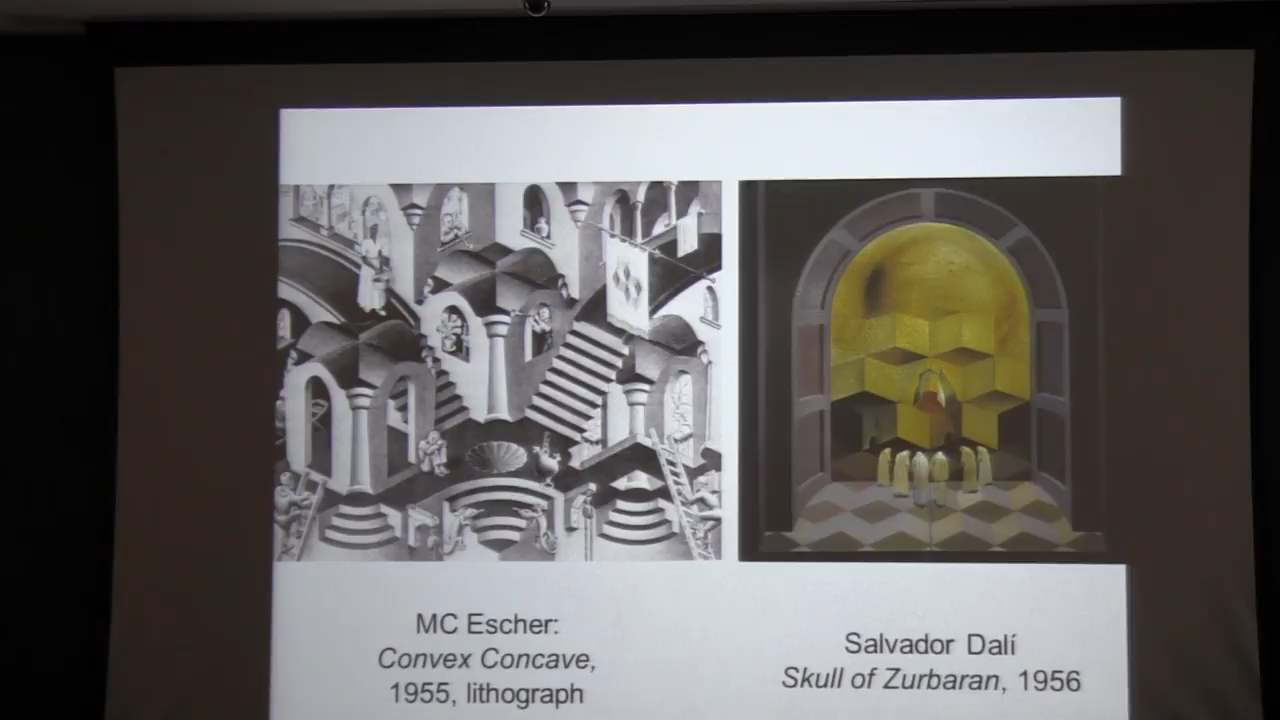 MC Escher:
Convex Concave,
1955, lithograph
Salvador Dalí
Skull of Zurbaran, 1956